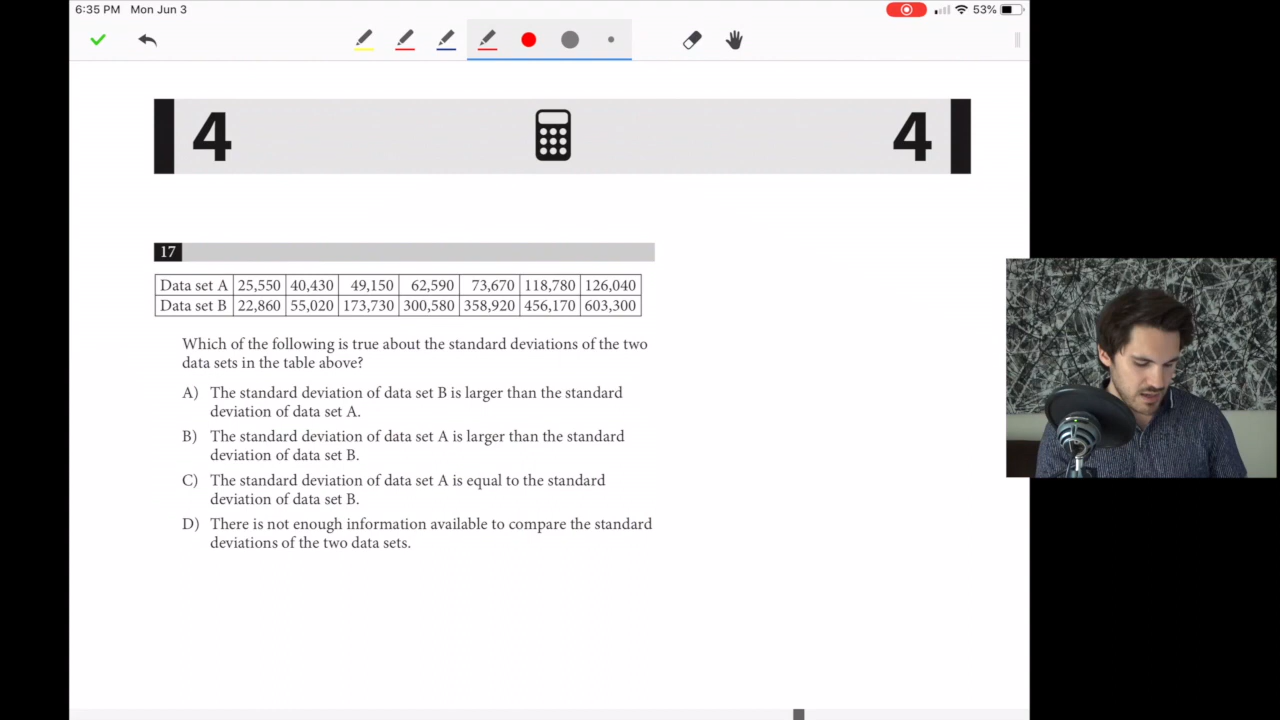 6:35 PM Mon Jun 3
53%
4 4
17
Data set A 25,550 40,430 49,150 62,590 73,670 118,780 126,040
Data set B 22,860 55,020 173,730 300,580 358,920 456,170 603,300
Which of the following is true about the standard deviations of the two
data sets in the table above?
A) The standard deviation of data set B is larger than the standard
deviation of data set A.
B) The standard deviation of data set A is larger than the standard
deviation of data set B.
C) The standard deviation of data set A is equal to the standard
deviation of data set B.
D) There is not enough information available to compare the standard
deviations of the two data sets.